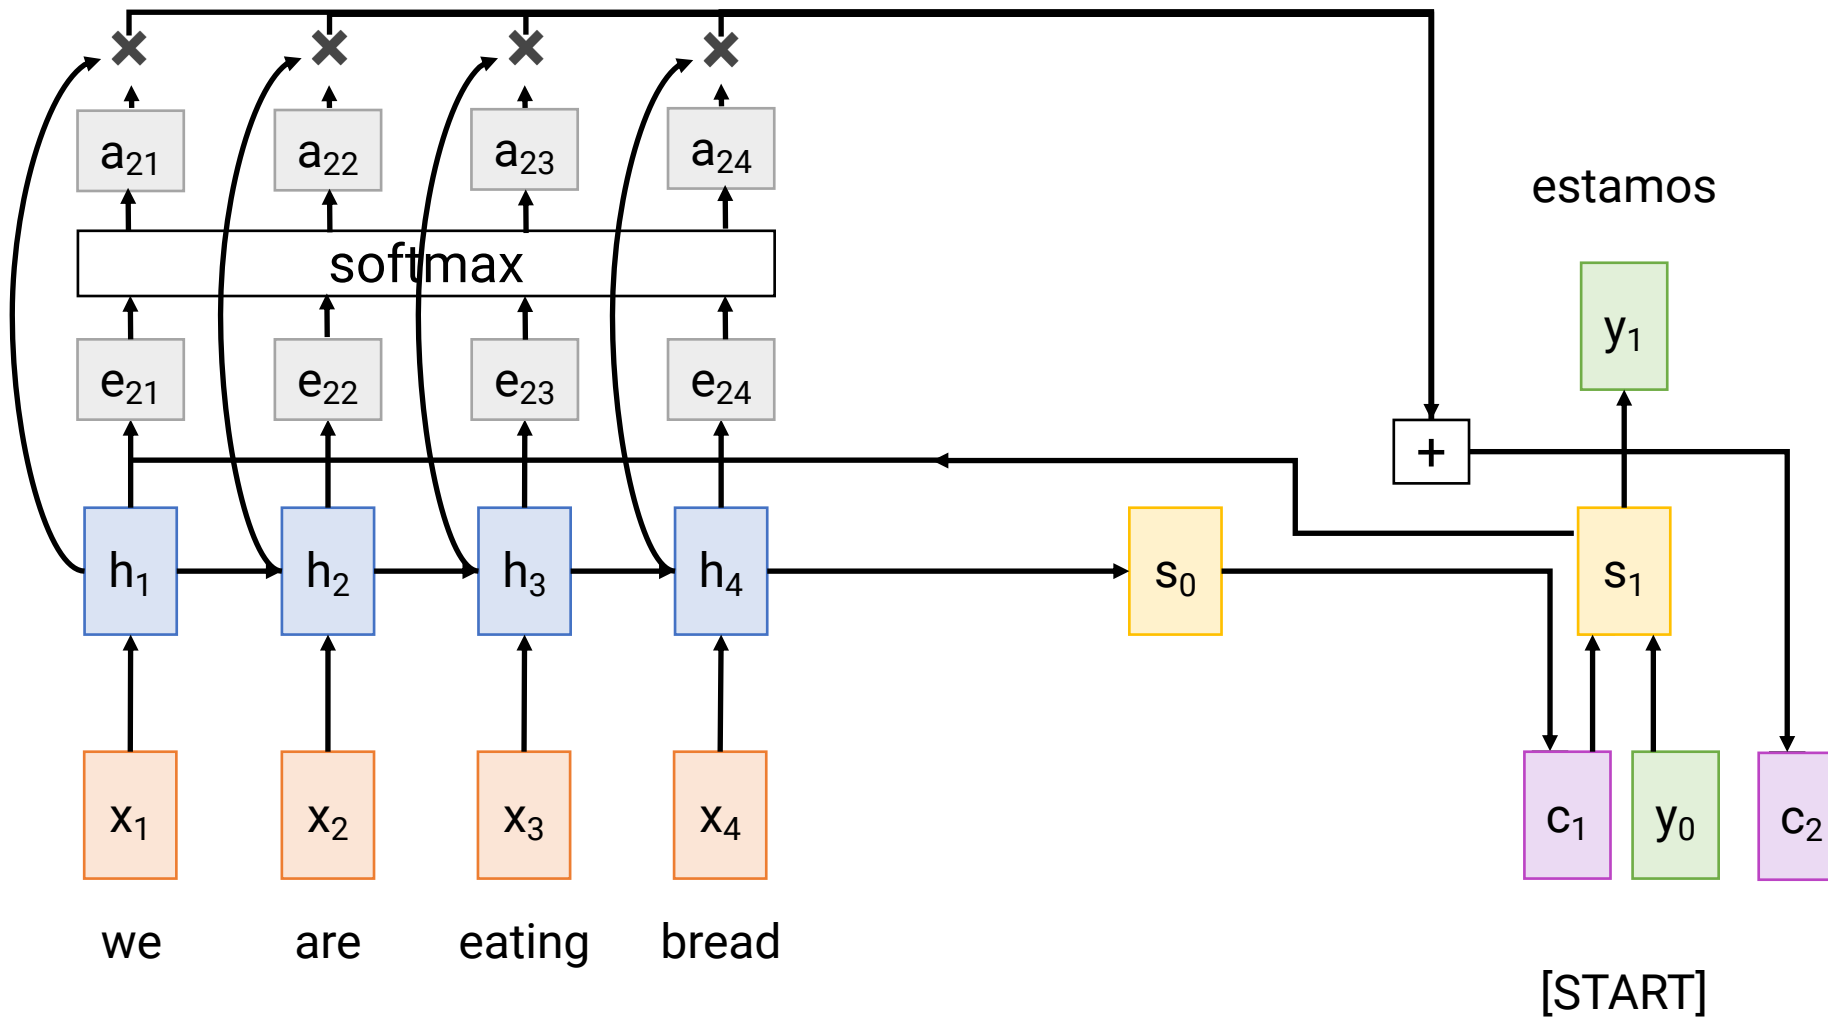 a₂₁ a₂₂ a₂₃ a₂₄
estamos
softmax
y₁
e₂₁ e₂₂ e₂₃ e₂₄
+
h₁ h₂ h₃ h₄ s₀ s₁
x₁ x₂ x₃ x₄ c₁ y₀ c₂
we are eating bread
[START]